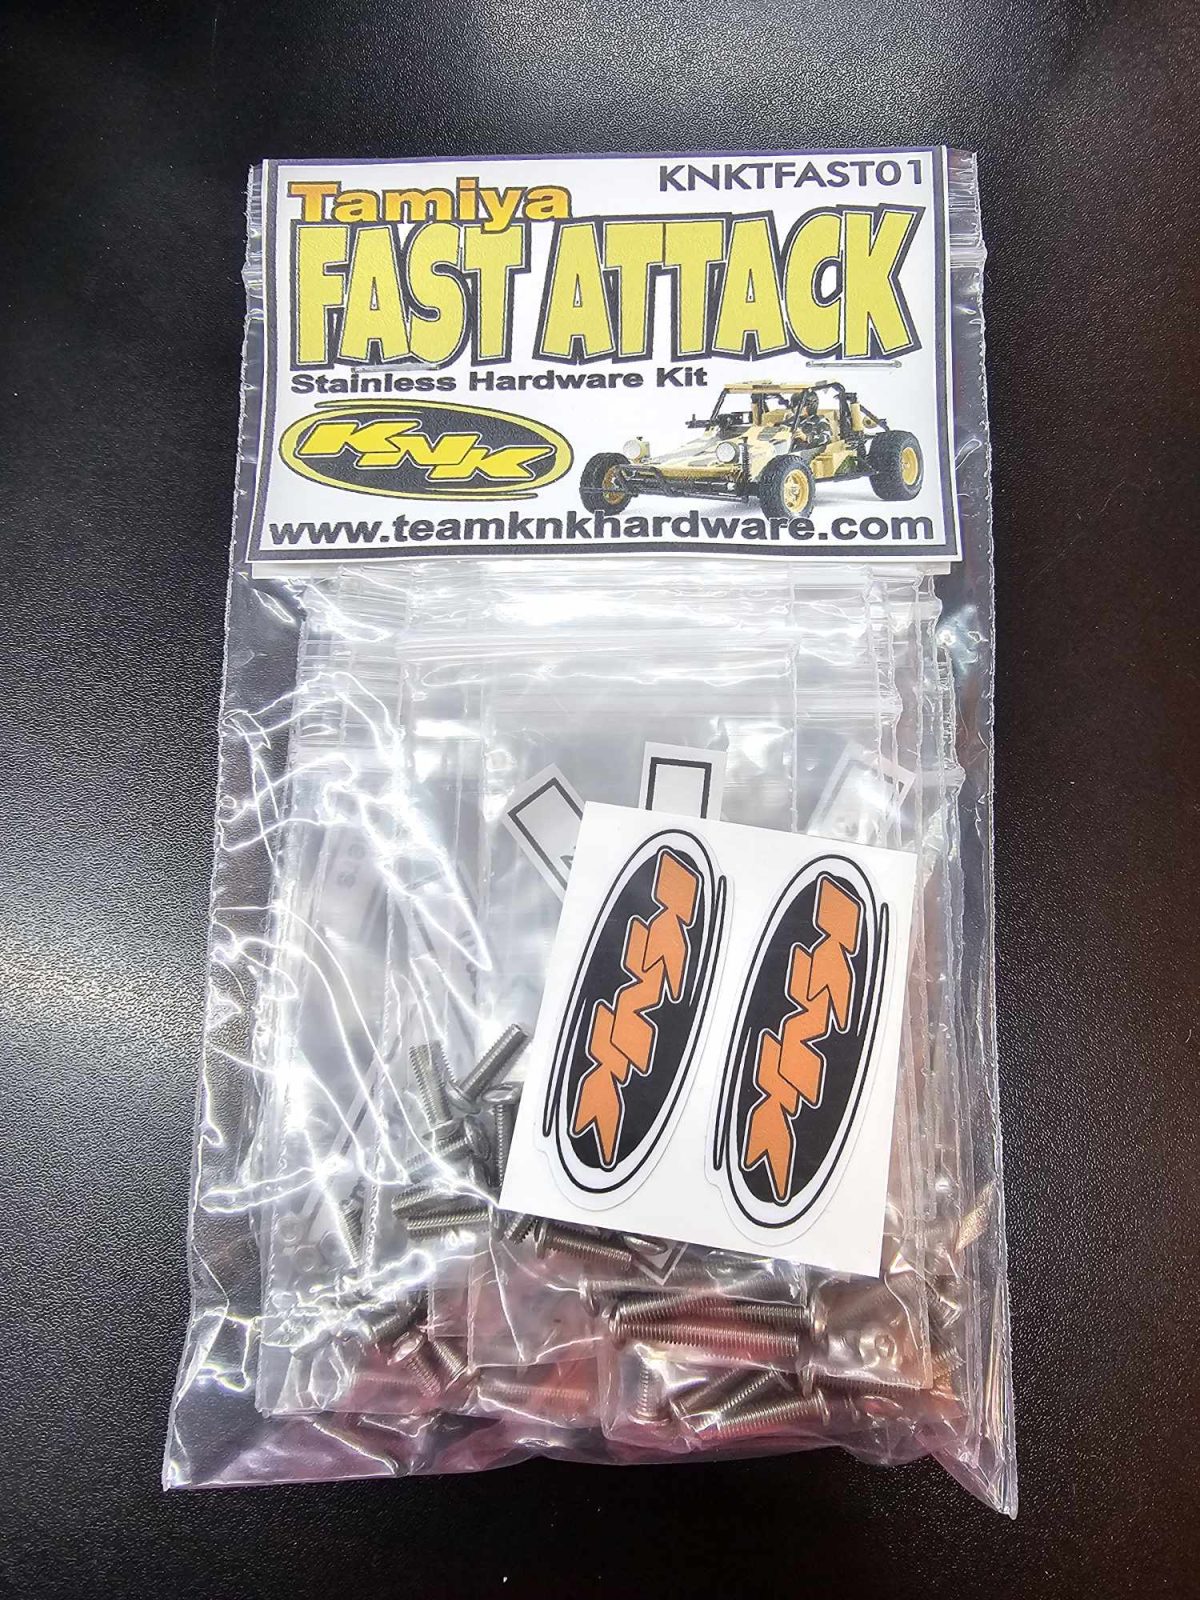 KNKTFAST01
Tamiya
FAST ATTACK
Stainless Hardware Kit
KNK
www.teamknkhardware.com
KNK
KNK